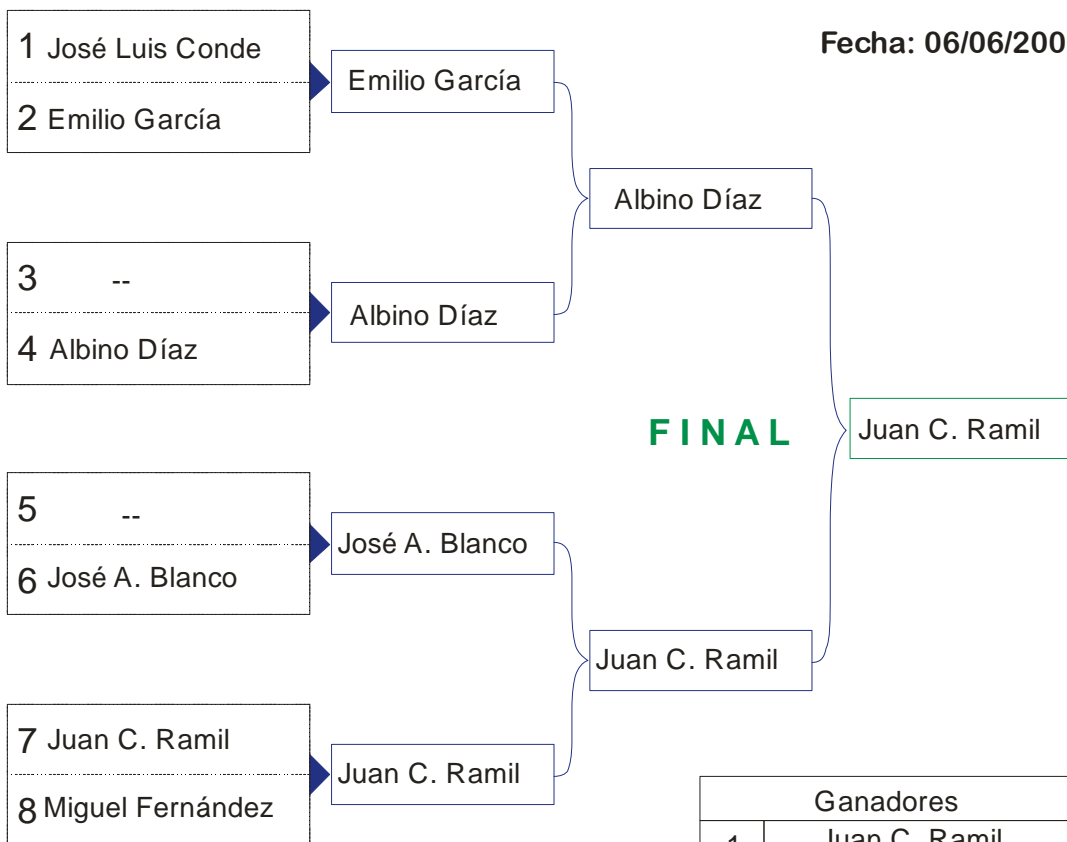 Fecha: 06/06/200
1 José Luis Conde
2 Emilio García
Emilio García
Albino Díaz
3 --
4 Albino Díaz
Albino Díaz
FINAL
Juan C. Ramil
5 --
6 José A. Blanco
José A. Blanco
Juan C. Ramil
7 Juan C. Ramil
8 Miguel Fernández
Juan C. Ramil
Ganadores
1 Juan C. Ramil